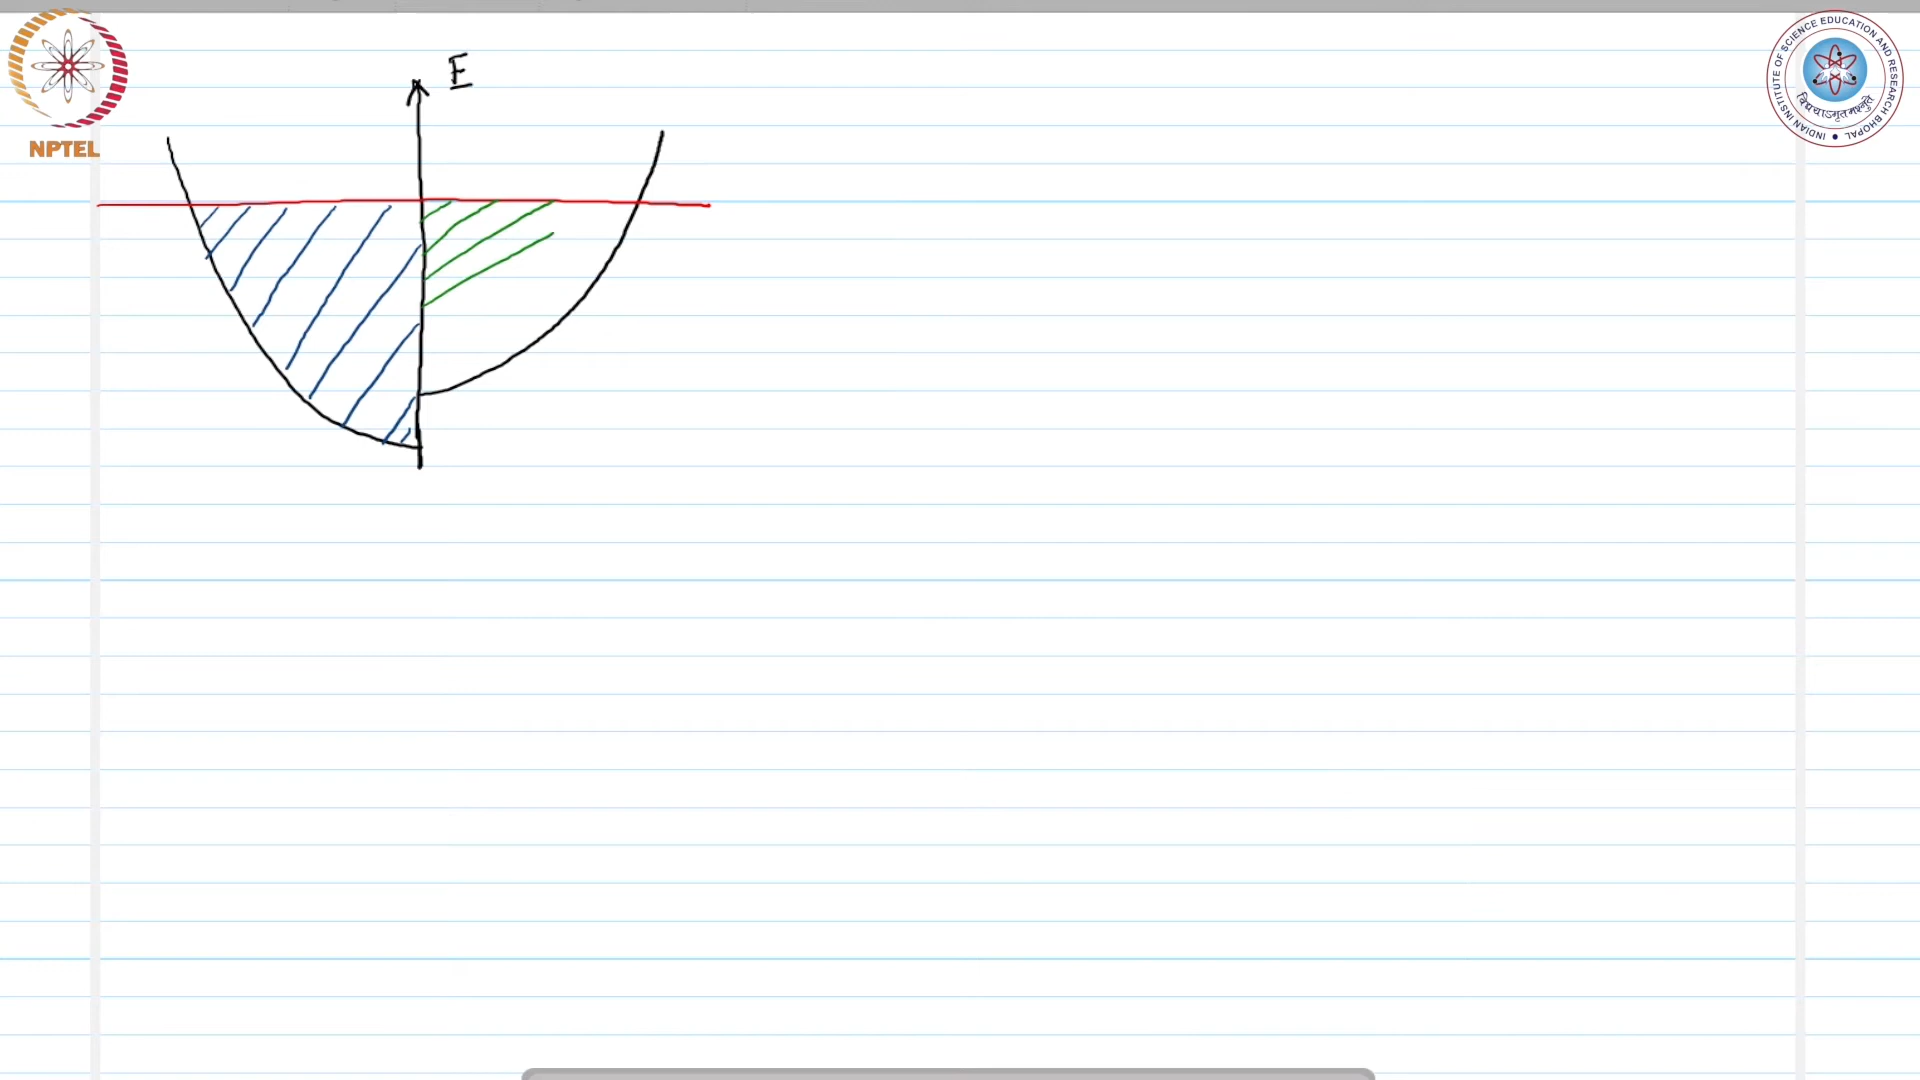 E
NPTEL
INDIAN INSTITUTE OF SCIENCE EDUCATION AND RESEARCH BHOPAL